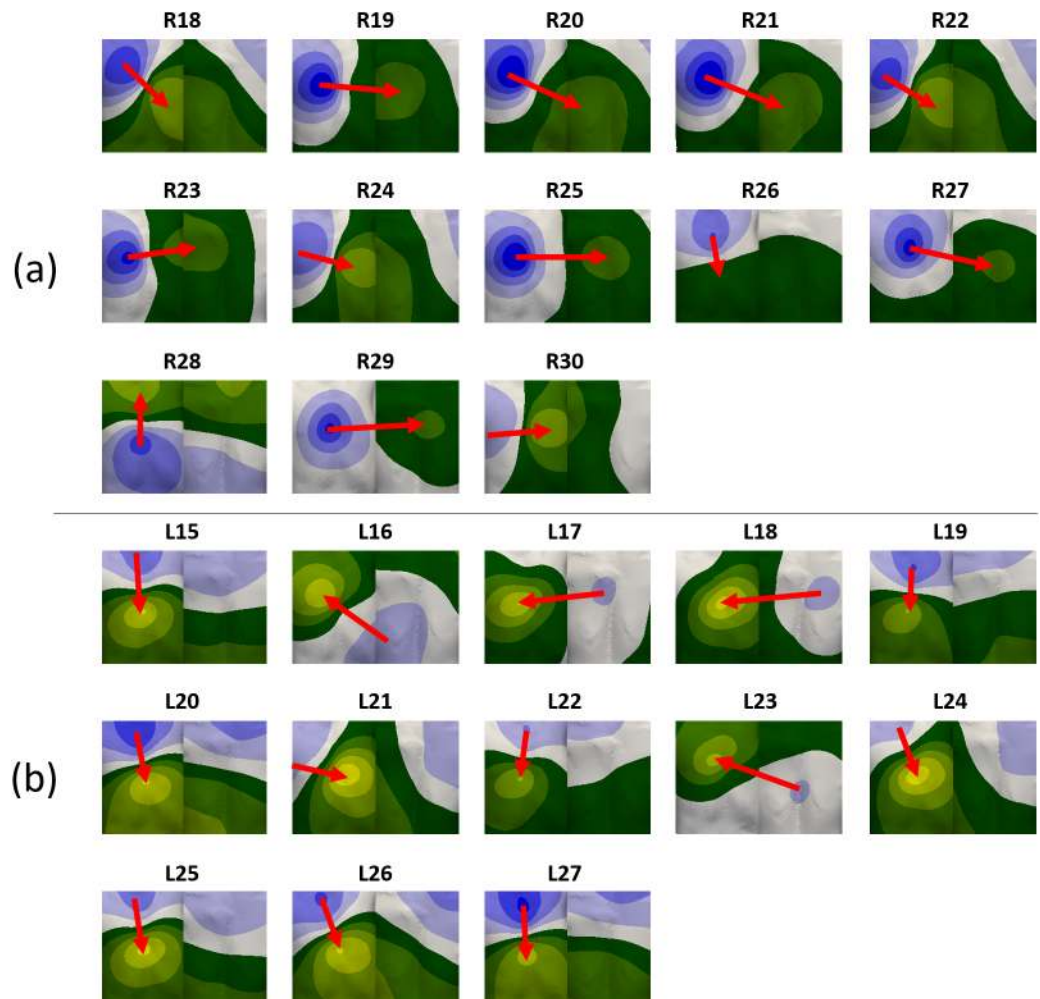 R18 R19 R20 R21 R22
R23 R24 R25 R26 R27
(a)
R28 R29 R30
L15 L16 L17 L18 L19
L20 L21 L22 L23 L24
(b)
L25 L26 L27